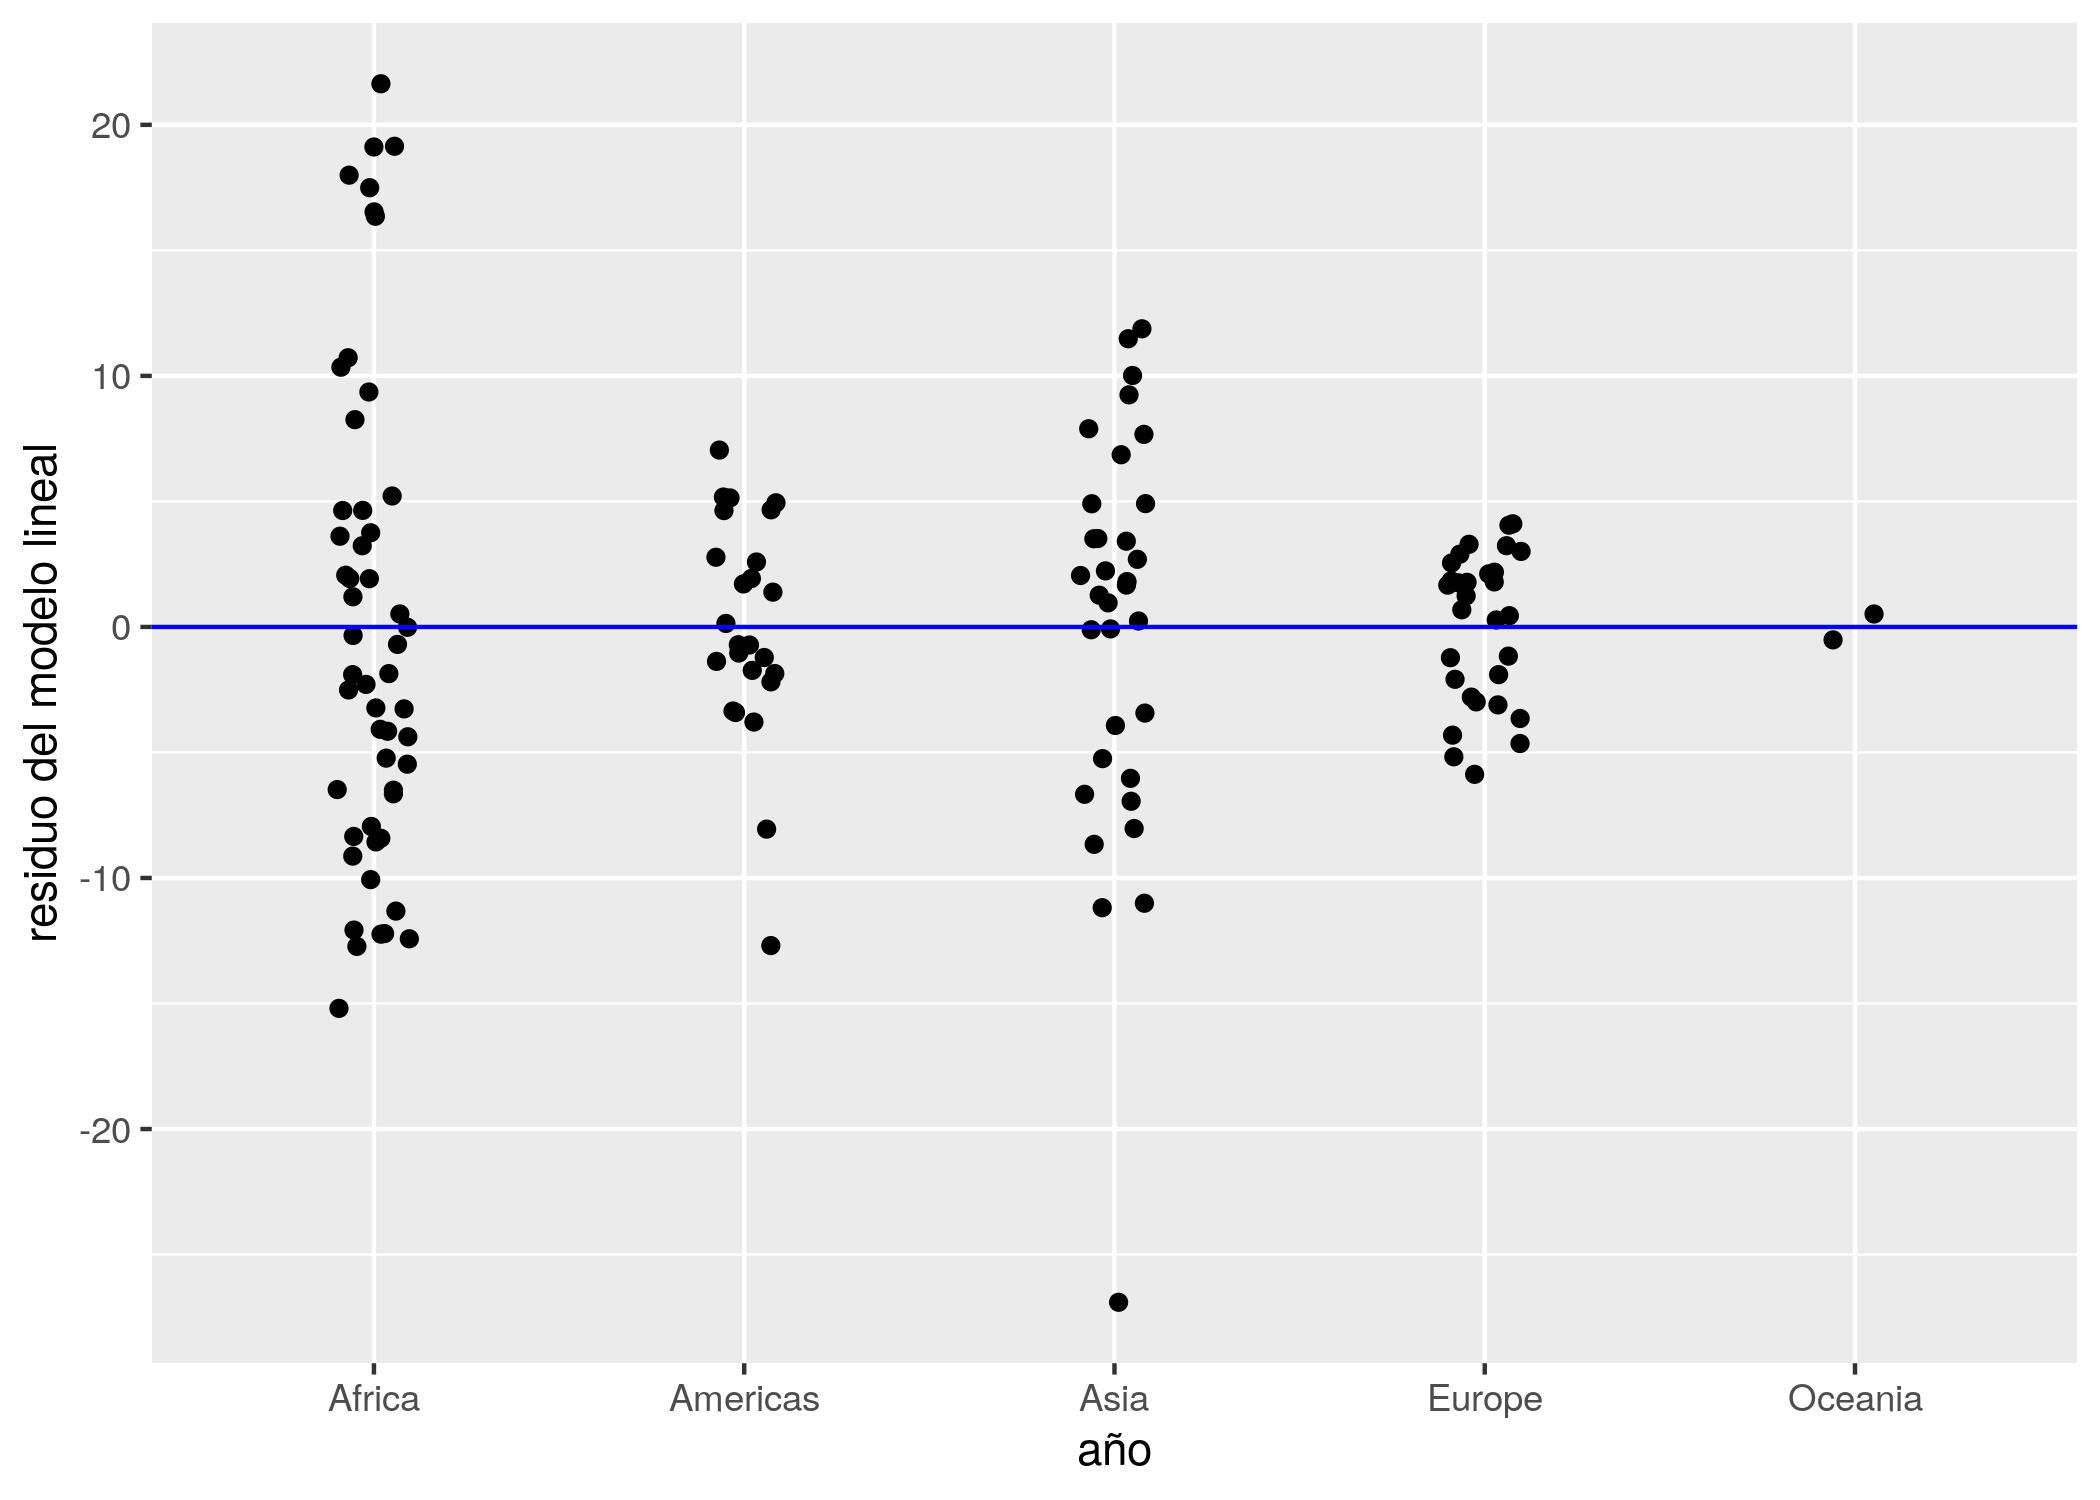 residuo del modelo lineal
20
10
0
-10
-20
Africa
Americas
Asia
Europe
Oceania
año